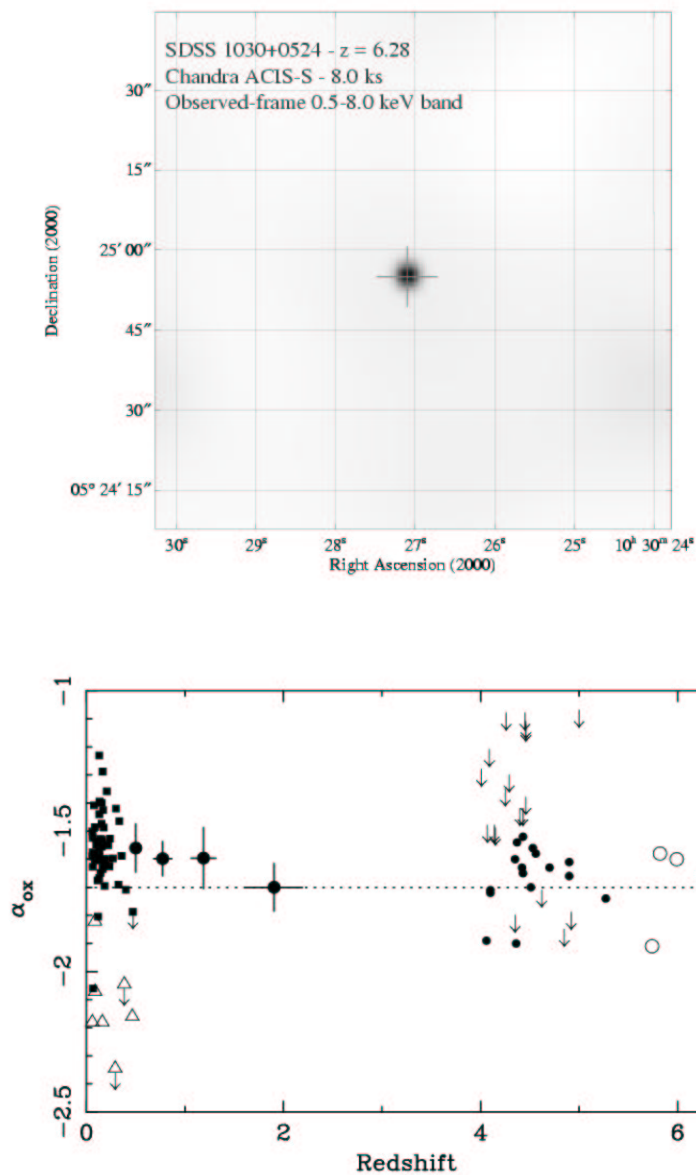 SDSS 1030+0524 - z = 6.28
Chandra ACIS-S - 8.0 ks
Observed-frame 0.5-8.0 keV band
30″
15″
25′ 00″
45″
30″
05° 24′ 15″
Declination (2000)
30ˢ 29ˢ 28ˢ 27ˢ 26ˢ 25ˢ 10ʰ 30ᵐ 24ˢ
Right Ascension (2000)
−1
−1.5
−2
−2.5
αox
0 2 4 6
Redshift